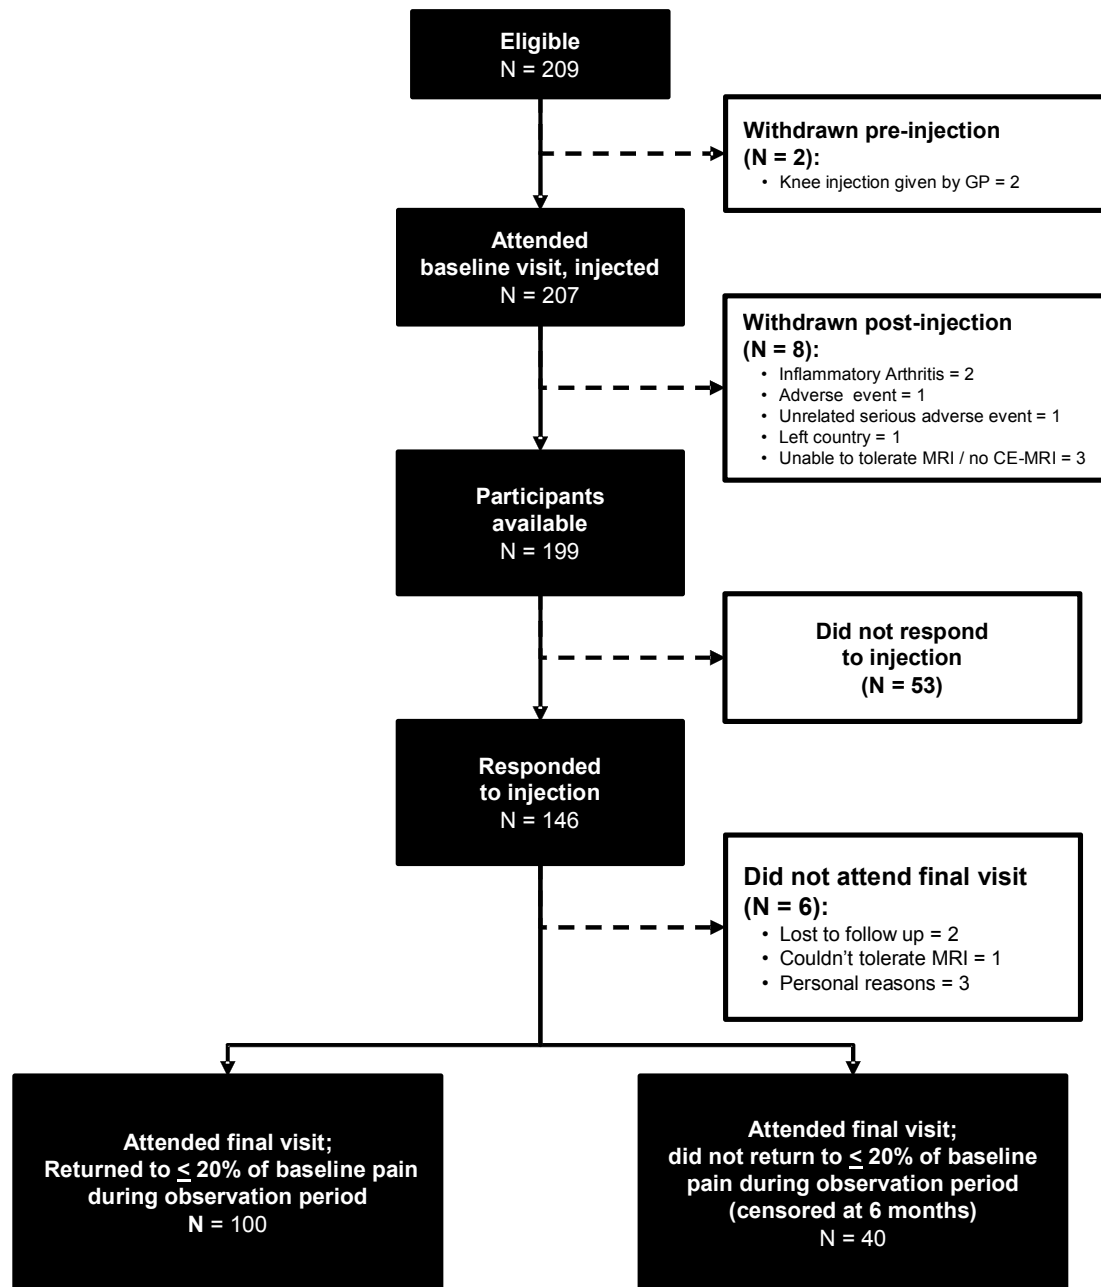 Eligible
N = 209
Withdrawn pre-injection
(N = 2):
• Knee injection given by GP = 2
Attended
baseline visit, injected
N = 207
Withdrawn post-injection
(N = 8):
• Inflammatory Arthritis = 2
• Adverse event = 1
• Unrelated serious adverse event = 1
• Left country = 1
• Unable to tolerate MRI / no CE-MRI = 3
Participants
available
N = 199
Did not respond
to injection
(N = 53)
Responded
to injection
N = 146
Did not attend final visit
(N = 6):
• Lost to follow up = 2
• Couldn't tolerate MRI = 1
• Personal reasons = 3
Attended final visit;
Returned to ≤ 20% of baseline pain
during observation period
N = 100
Attended final visit;
did not return to ≤ 20% of baseline
pain during observation period
(censored at 6 months)
N = 40